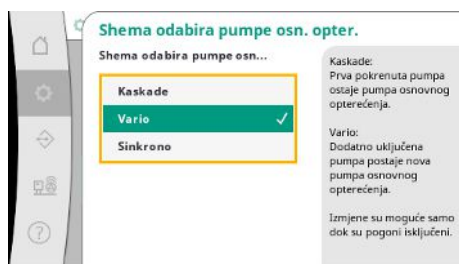 Shema odabira pumpe osn. opter.
Shema odabira pumpe osn...
Kaskade
Vario
Sinkrono
Kaskade:
Prva pokrenuta pumpa
ostaje pumpa osnovnog
opterećenja.
Vario:
Dodatno uključena
pumpa postaje nova
pumpa osnovnog
opterećenja.
Izmjene su moguće samo
dok su pogoni isključeni.